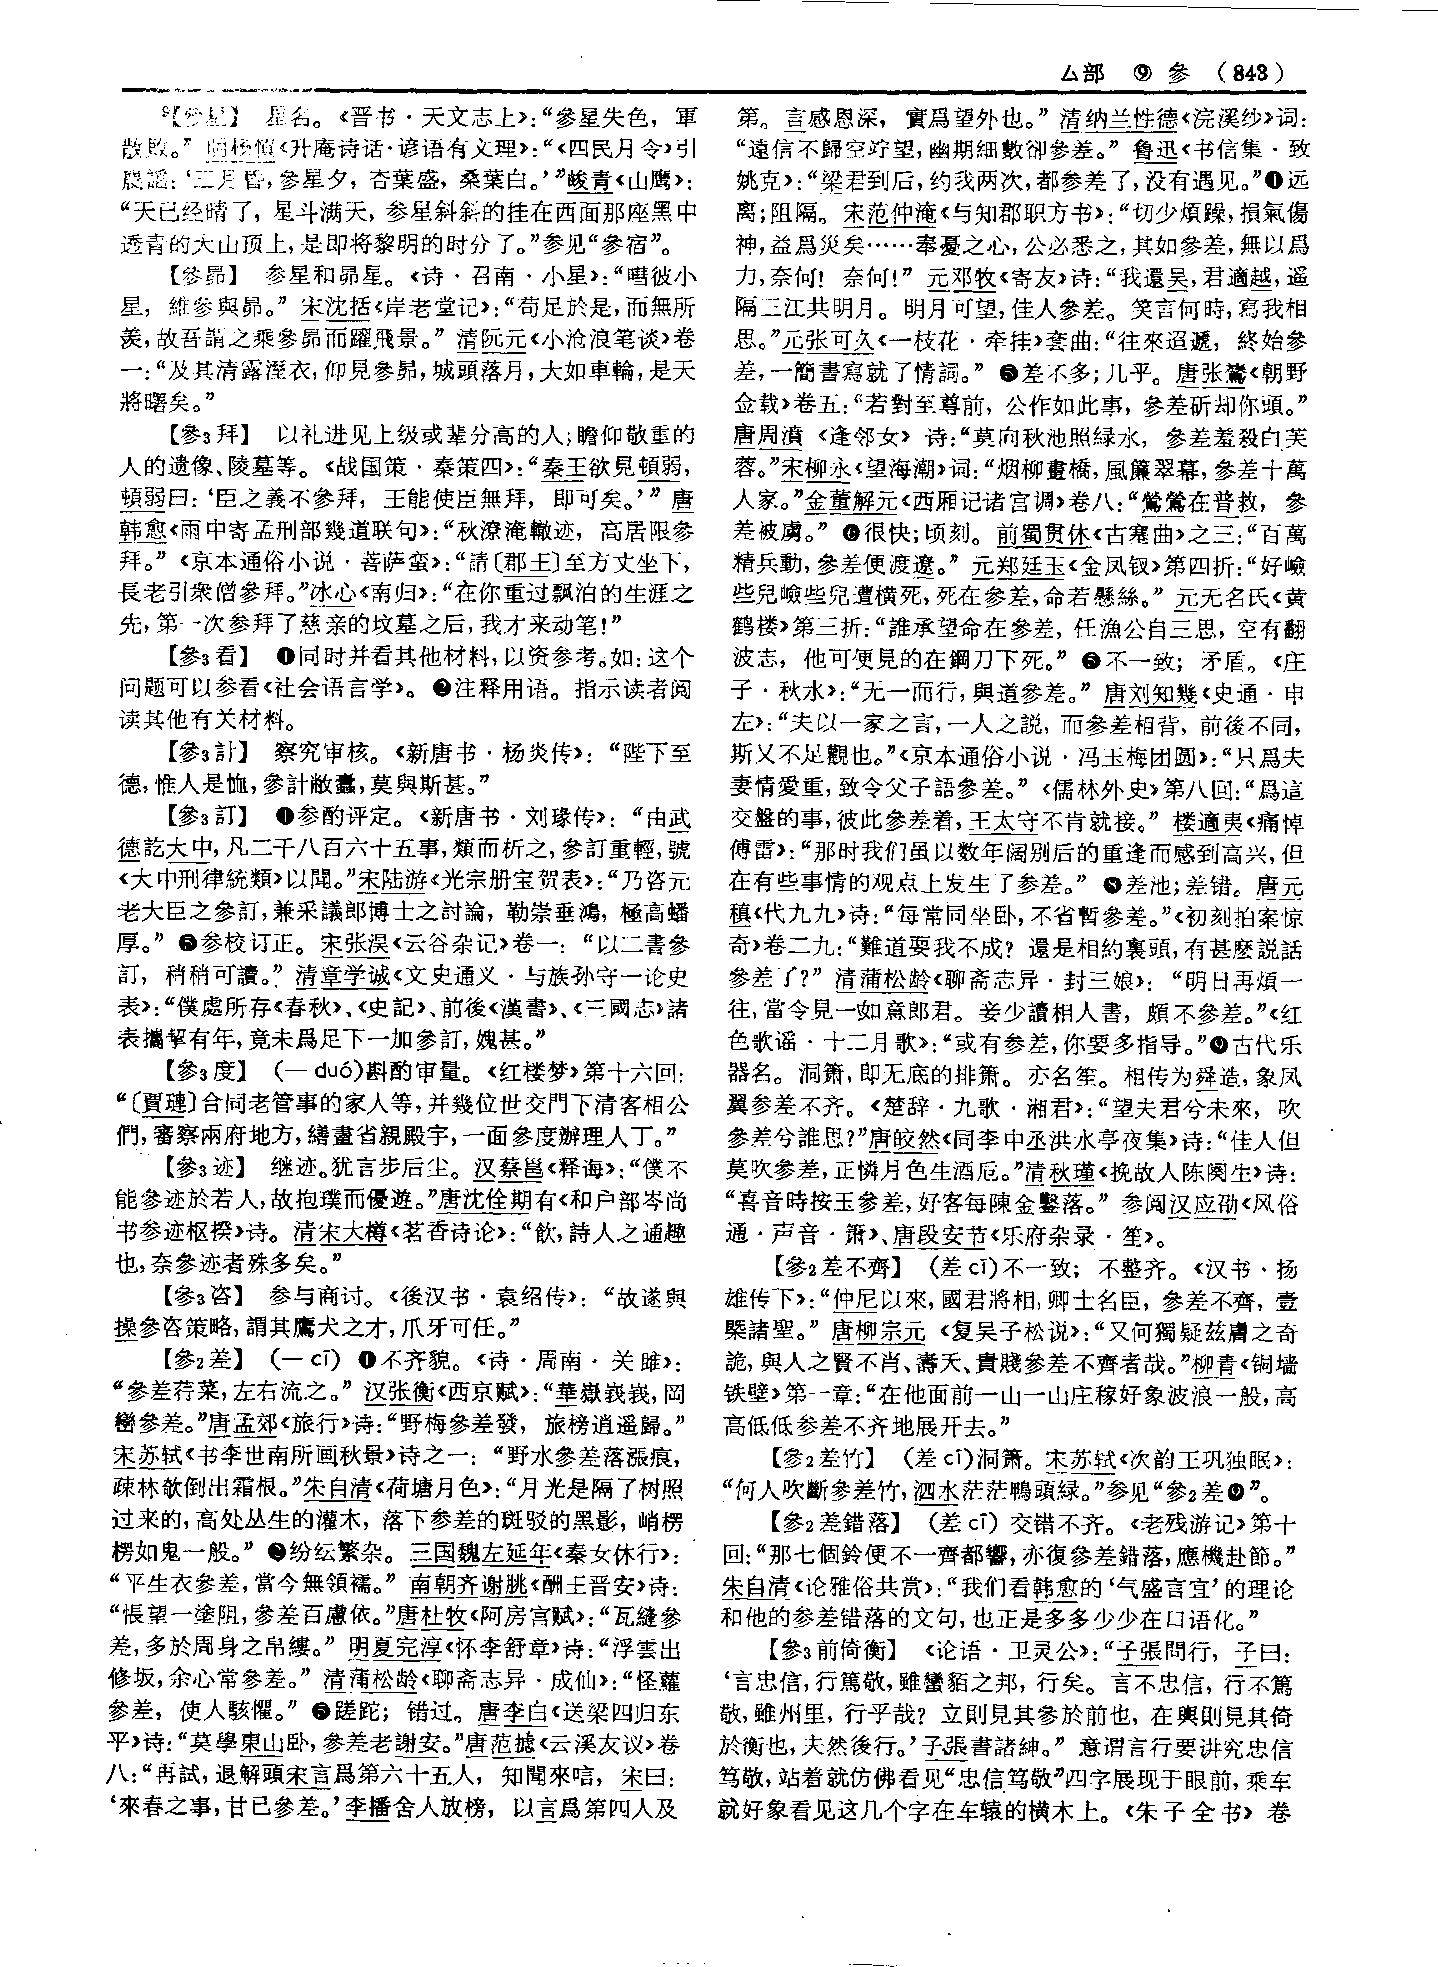 厶部 ⑨ 參 (843)
【參星】 星名。《晋书·天文志上》：“參星失色，軍
散敗。”明杨慎《升庵诗话·谚语有文理》：“《四民月令》引
農謡：‘三月昏，參星夕，杏葉盛，桑葉白。’”峻青《山鹰》：
“天已经晴了，星斗满天，参星斜斜的挂在西面那座黑中
透青的大山顶上，是即将黎明的时分了。”参见“參宿”。
【參昴】 参星和昴星。《诗·召南·小星》：“嘒彼小
星，維參與昴。” 宋沈括《岸老堂记》：“苟足於是，而無所
羡，故吾謂之乘參昴而躍飛景。” 清阮元《小沧浪笔谈》卷
一：“及其清露溼衣，仰見參昴，城頭落月，大如車輪，是天
將曙矣。”
【參3拜】 以礼进见上级或辈分高的人；瞻仰敬重的
人的遗像、陵墓等。《战国策·秦策四》：“秦王欲見頓弱，
頓弱曰：‘臣之義不參拜，王能使臣無拜，即可矣。’”唐
韩愈《雨中寄孟刑部幾道联句》：“秋潦淹轍迹，高居限參
拜。”《京本通俗小说·菩萨蛮》：“請〔郡王〕至方丈坐下，
長老引衆僧參拜。”冰心《南归》：“在你重过飘泊的生涯之
先，第一次参拜了慈亲的坟墓之后，我才来动笔！”
【參3看】 ❶同时并看其他材料，以资参考。如：这个
问题可以参看《社会语言学》。❷注释用语。指示读者阅
读其他有关材料。
【參3計】 察究审核。《新唐书·杨炎传》：“陛下至
德，惟人是恤，參計敝蠹，莫與斯甚。”
【參3訂】 ❶参酌评定。《新唐书·刘瑑传》：“由武
德訖大中，凡二千八百六十五事，類而析之，參訂重輕，號
《大中刑律統類》以聞。”宋陆游《光宗册宝贺表》：“乃咨元
老大臣之參訂，兼采議郎博士之討論，勒崇垂鴻，極高蟠
厚。” ❷参校订正。宋张淏《云谷杂记》卷一：“以二書參
訂，稍稍可讀。”清章学诚《文史通义·与族孙守一论史
表》：“僕處所存《春秋》、《史記》、前後《漢書》、《三國志》諸
表攜挈有年，竟未爲足下一加參訂，媿甚。”
【參3度】 （一duó)斟酌审量。《红楼梦》第十六回：
“〔賈璉〕合同老管事的家人等，并幾位世交門下清客相公
們，審察兩府地方，繕畫省親殿宇，一面參度辦理人丁。”
【參3迹】 继迹。犹言步后尘。汉蔡邕《释诲》：“僕不
能參迹於若人，故抱璞而優遊。”唐沈佺期有《和户部岑尚
书参迹枢揆》诗。清宋大樽《茗香诗论》：“飲，詩人之通趣
也，奈參迹者殊多矣。”
【參3咨】 参与商讨。《後汉书·袁绍传》：“故遂與
操參咨策略，謂其鷹犬之才，爪牙可任。”
【參2差】 （一cī）❶不齐貌。《诗·周南·关雎》：
“參差荇菜，左右流之。” 汉张衡《西京赋》：“華嶽峩峩，岡
巒參差。”唐孟郊《旅行》诗：“野梅參差發，旅榜逍遥歸。”
宋苏轼《书李世南所画秋景》诗之一：“野水參差落漲痕，
疎林欹倒出霜根。”朱自清《荷塘月色》：“月光是隔了树照
过来的，高处丛生的灌木，落下参差的斑驳的黑影，峭楞
楞如鬼一般。” ❷纷纭繁杂。三国魏左延年《秦女休行》：
“平生衣參差，當今無領襦。” 南朝齐谢朓《酬王晋安》诗：
“悵望一塗阻，參差百慮依。”唐杜牧《阿房宫赋》：“瓦縫參
差，多於周身之帛縷。” 明夏完淳《怀李舒章》诗：“浮雲出
修坂，余心常參差。” 清蒲松龄《聊斋志异·成仙》：“怪蘿
參差，使人駭懼。” ❸蹉跎；错过。唐李白《送梁四归东
平》诗：“莫學東山卧，參差老謝安。”唐范摅《云溪友议》卷
八：“再試，退解頭宋言爲第六十五人，知聞來唁，宋曰：
‘來春之事，甘已參差。’李播舍人放榜，以言爲第四人及
第。言感恩深，實爲望外也。”清纳兰性德《浣溪纱》词：
“遠信不歸空竚望，幽期細數卻參差。” 鲁迅《书信集·致
姚克》：“梁君到后，约我两次，都参差了，没有遇见。”❹远
离；阻隔。宋范仲淹《与知郡职方书》：“切少煩躁，損氣傷
神，益爲災矣……奉憂之心，公必悉之，其如參差，無以爲
力，奈何！奈何！” 元邓牧《寄友》诗：“我還吴，君適越，遥
隔三江共明月。明月可望，佳人參差。笑言何時，寫我相
思。”元张可久《一枝花·牵挂》套曲：“往來迢遞，終始參
差，一簡書寫就了情詞。” ❺差不多；几乎。唐张鷟《朝野
佥载》卷五：“若對至尊前，公作如此事，參差斫却你頭。”
唐周濆《逢邻女》诗：“莫向秋池照緑水，參差羞殺白芙
蓉。”宋柳永《望海潮》词：“烟柳畫橋，風簾翠幕，參差十萬
人家。”金董解元《西厢记诸宫调》卷八：“鶯鶯在普救，參
差被虜。” ❻很快；顷刻。前蜀贯休《古塞曲》之三：“百萬
精兵動，參差便渡遼。” 元郑廷玉《金凤钗》第四折：“好嶮
些兒嶮些兒遭横死，死在參差，命若懸絲。” 元无名氏《黄
鹤楼》第三折：“誰承望命在參差，任漁公自三思，空有翻
波志，他可便見的在鋼刀下死。” ❼不一致；矛盾。《庄
子·秋水》：“无一而行，與道參差。” 唐刘知幾《史通·申
左》：“夫以一家之言，一人之説，而參差相背，前後不同，
斯又不足觀也。”《京本通俗小说·冯玉梅团圆》：“只爲夫
妻情愛重，致令父子語參差。”《儒林外史》第八回：“爲這
交盤的事，彼此參差着，王太守不肯就接。” 楼適夷《痛悼
傅雷》：“那时我们虽以数年阔别后的重逢而感到高兴，但
在有些事情的观点上发生了参差。” ❽差池；差错。唐元
稹《代九九》诗：“每常同坐卧，不省暫參差。”《初刻拍案惊
奇》卷二九：“難道娶我不成？還是相約裏頭，有甚麽説話
參差了？” 清蒲松龄《聊斋志异·封三娘》：“明日再煩一
往，當令見一如意郎君。妾少讀相人書，頗不參差。”《红
色歌谣·十二月歌》：“或有参差，你要多指导。”❾古代乐
器名。洞箫，即无底的排箫。亦名笙。相传为舜造，象凤
翼参差不齐。《楚辞·九歌·湘君》：“望夫君兮未來，吹
參差兮誰思？”唐皎然《同李中丞洪水亭夜集》诗：“佳人但
莫吹參差，正憐月色生酒卮。”清秋瑾《挽故人陈阕生》诗：
“喜音時按玉參差，好客每陳金鑿落。” 参阅汉应劭《风俗
通·声音·箫》、唐段安节《乐府杂录·笙》。
【參2差不齊】 （差cī）不一致；不整齐。《汉书·扬
雄传下》：“仲尼以來，國君將相，卿士名臣，參差不齊，壹
槩諸聖。” 唐柳宗元《复吴子松说》：“又何獨疑兹膚之奇
詭，與人之賢不肖、壽夭、貴賤參差不齊者哉。”柳青《铜墙
铁壁》第一章：“在他面前一山一山庄稼好象波浪一般，高
高低低参差不齐地展开去。”
【參2差竹】 （差cī）洞箫。宋苏轼《次韵王巩独眠》：
“何人吹斷參差竹，泗水茫茫鴨頭緑。”参见“參2差❾”。
【參2差錯落】 （差cī）交错不齐。《老残游记》第十
回：“那七個鈴便不一齊都響，亦復參差錯落，應機赴節。”
朱自清《论雅俗共赏》：“我们看韩愈的‘气盛言宜’的理论
和他的参差错落的文句，也正是多多少少在口语化。”
【參3前倚衡】 《论语·卫灵公》：“子張問行，子曰：
‘言忠信，行篤敬，雖蠻貊之邦，行矣。言不忠信，行不篤
敬，雖州里，行乎哉？立則見其參於前也，在輿則見其倚
於衡也，夫然後行。’子張書諸紳。” 意谓言行要讲究忠信
笃敬，站着就仿佛看见“忠信笃敬”四字展现于眼前，乘车
就好象看见这几个字在车辕的横木上。《朱子全书》卷